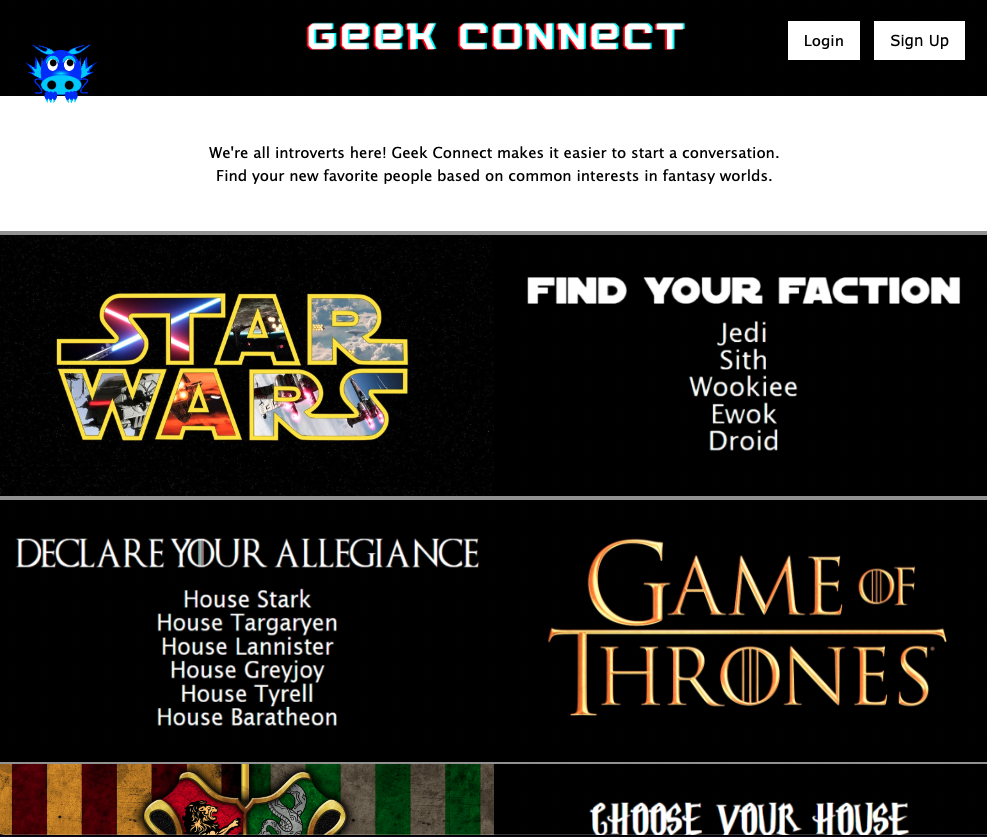 GEEK CONNECT
Login
Sign Up
We're all introverts here! Geek Connect makes it easier to start a conversation.
Find your new favorite people based on common interests in fantasy worlds.
STAR
WARS
FIND YOUR FACTION
Jedi
Sith
Wookiee
Ewok
Droid
DECLARE YOUR ALLEGIANCE
House Stark
House Targaryen
House Lannister
House Greyjoy
House Tyrell
House Baratheon
GAME OF
THRONES
CHOOSE YOUR HOUSE